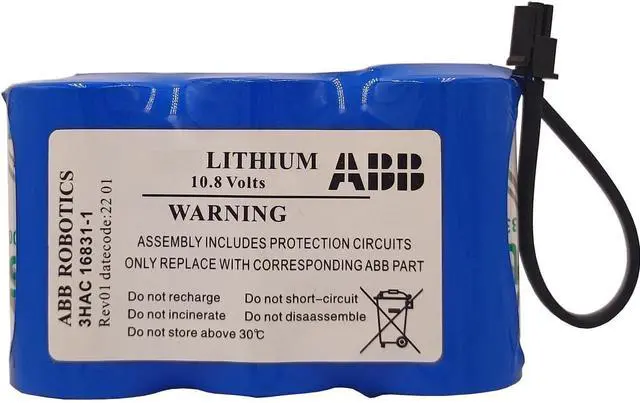 ABB ROBOTICS
3HAC 16831-1
Rev01 datecode:22 01
LITHIUM ABB
10.8 Volts
WARNING
ASSEMBLY INCLUDES PROTECTION CIRCUITS
ONLY REPLACE WITH CORRESPONDING ABB PART
Do not recharge Do not short-circuit
Do not incinerate Do not disassemble
Do not store above 30℃